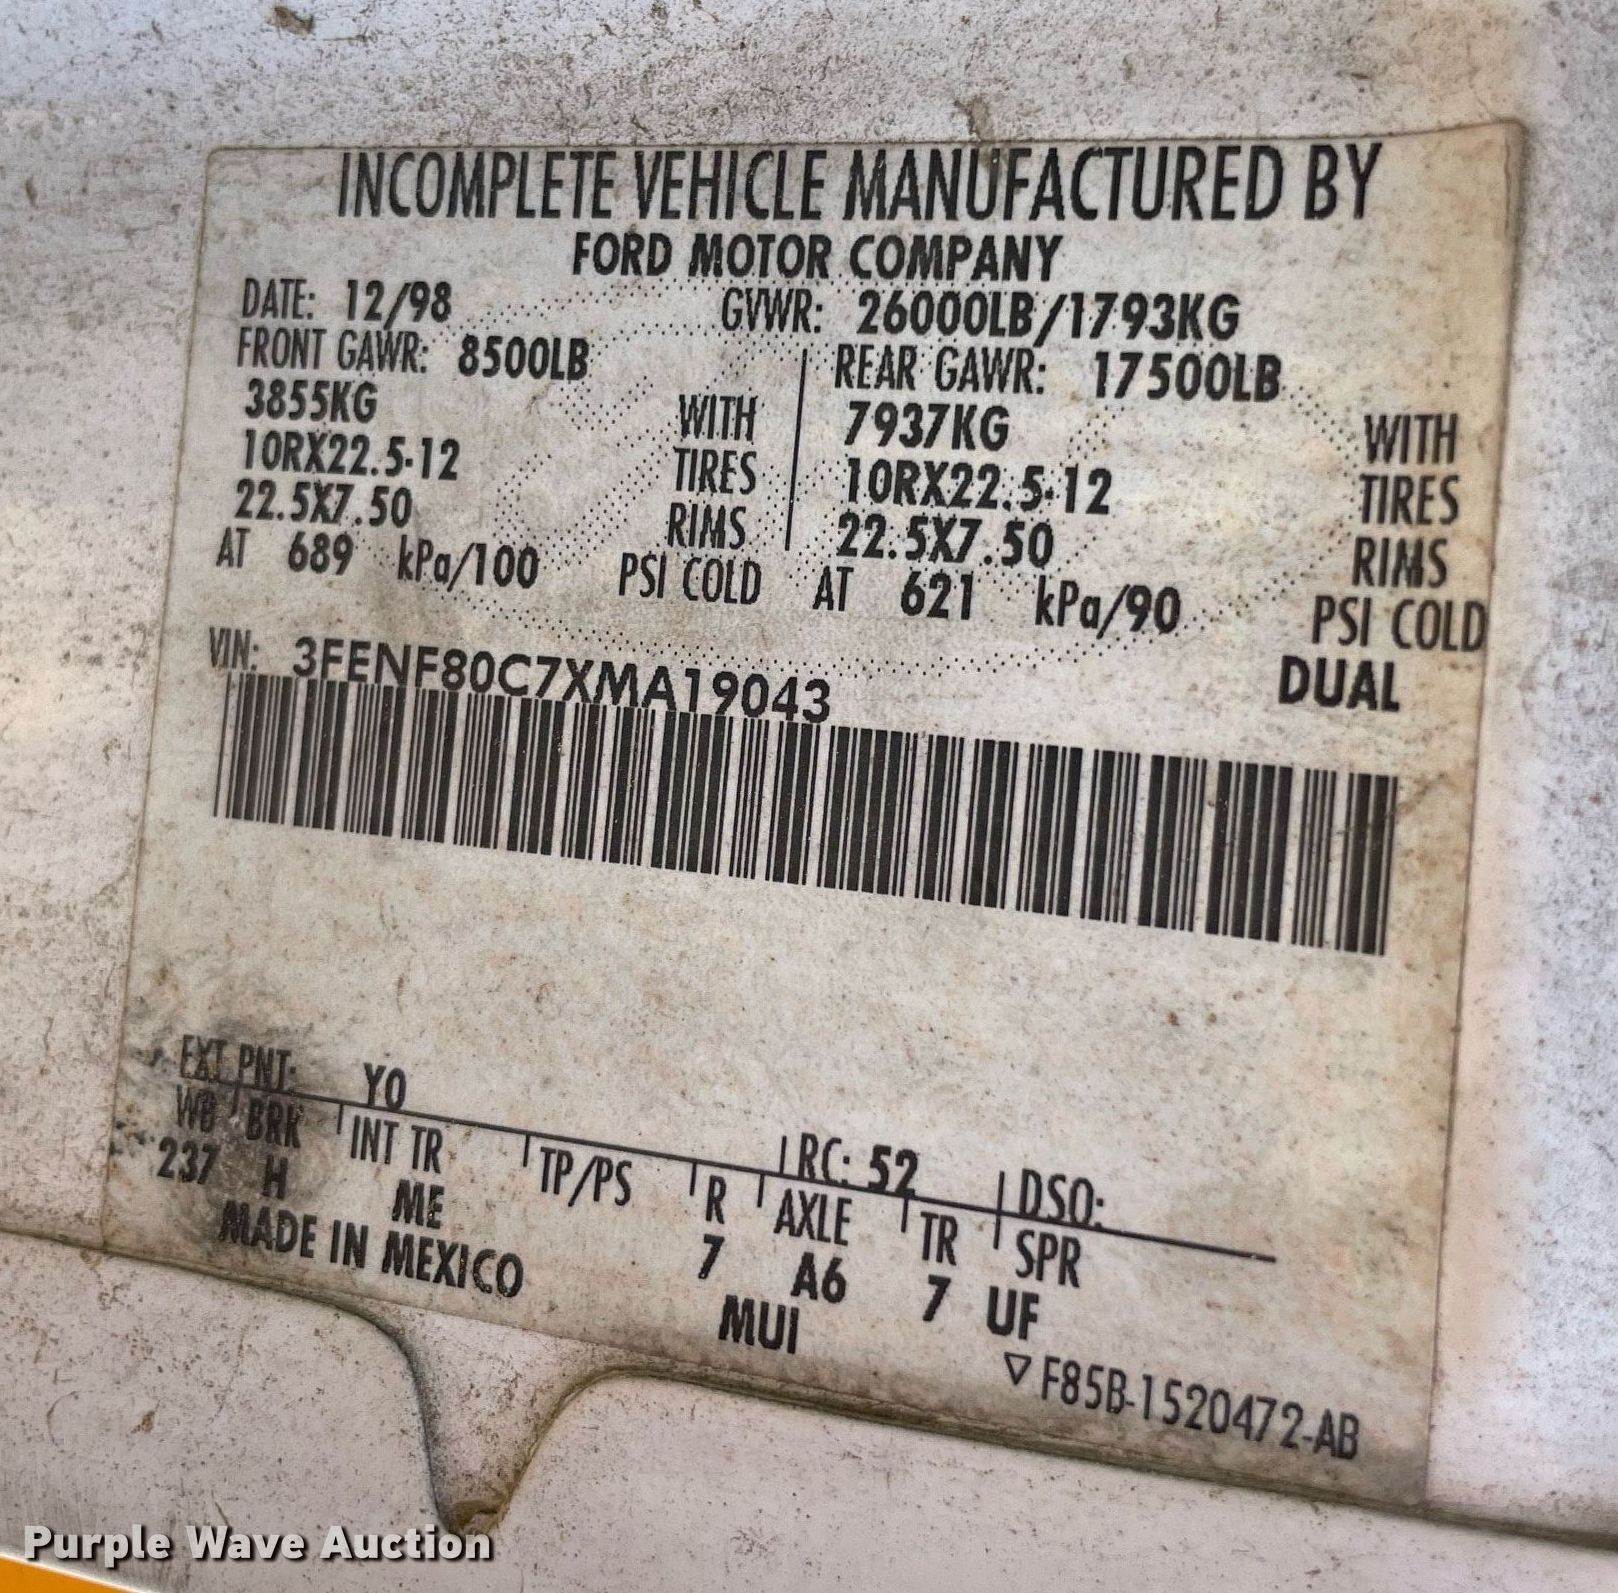 INCOMPLETE VEHICLE MANUFACTURED BY
FORD MOTOR COMPANY
DATE: 12/98 GVWR: 26000LB/1793KG
FRONT GAWR: 8500LB REAR GAWR: 17500LB
3855KG WITH 7937KG WITH
10RX22.5-12 TIRES 10RX22.5-12 TIRES
22.5X7.50 RIMS 22.5X7.50 RIMS
AT 689 kPa/100 PSI COLD AT 621 kPa/90 PSI COLD
VIN: 3FENF80C7XMA19043 DUAL
EXT PNT: YO RC: 52 DSO:
WB BRK INT TR TP/PS R AXLE TR SPR
237 H ME 7 A6 7 UF
MADE IN MEXICO MUI
▽ F85B-1520472-AB
Purple Wave Auction